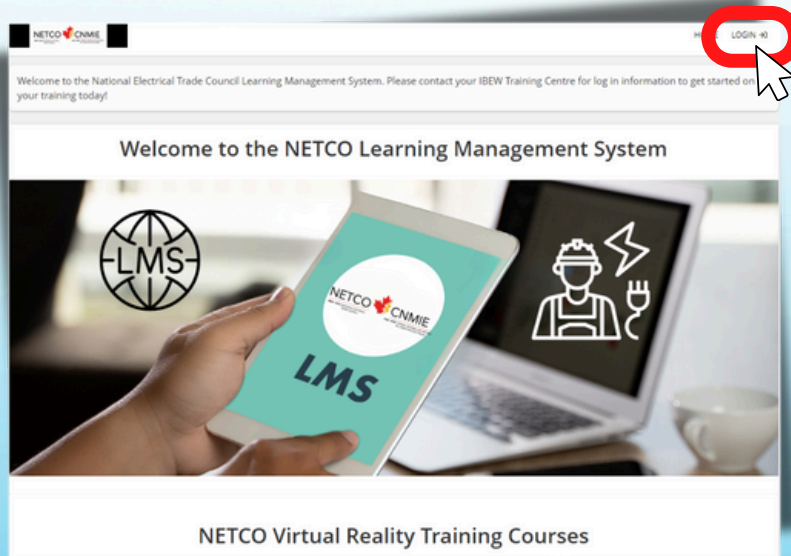 NETCO CNMIE
LOGIN
Welcome to the National Electrical Trade Council Learning Management System. Please contact your IBEW Training Centre for log in information to get started on
your training today!
Welcome to the NETCO Learning Management System
LMS
NETCO CNMIE
LMS
NETCO Virtual Reality Training Courses